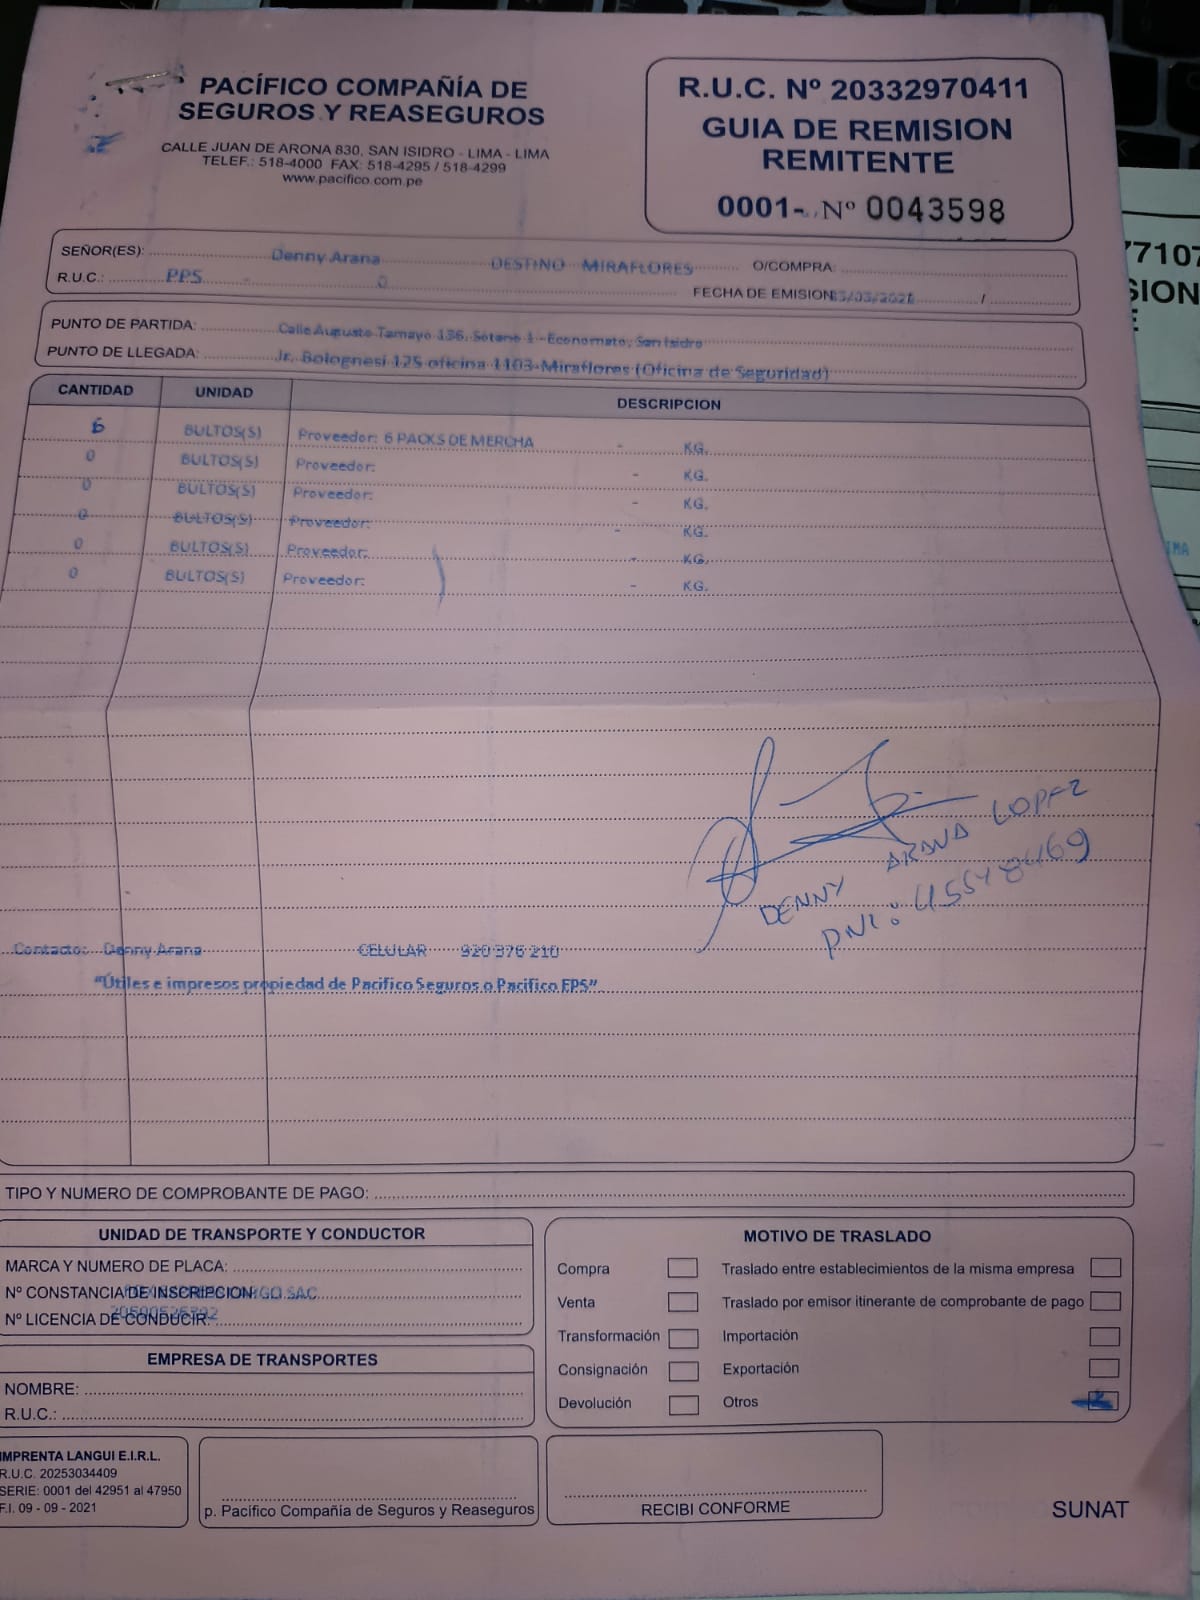 PACÍFICO COMPAÑÍA DE
SEGUROS Y REASEGUROS
CALLE JUAN DE ARONA 830, SAN ISIDRO - LIMA - LIMA
TELEF.: 518-4000 FAX: 518-4295 / 518-4299
www.pacifico.com.pe
R.U.C. Nº 20332970411
GUIA DE REMISION
REMITENTE
0001- Nº 0043598
SEÑOR(ES): Denny Arana DESTINO MIRAFLORES O/COMPRA:
R.U.C.: PPS - 0 FECHA DE EMISION /
PUNTO DE PARTIDA: Calle Augusto Tamayo 136, Sotano 1 - Economato, San Isidro
PUNTO DE LLEGADA: Jr. Bolognesi 125 oficina 1103-Miraflores (Oficina de Seguridad)
CANTIDAD UNIDAD DESCRIPCION
6 BULTOS(S) Proveedor: 6 PACKS DE MERCHA - KG.
0 BULTOS(S) Proveedor: - KG.
0 BULTOS(S) Proveedor: - KG.
0 BULTOS(S) Proveedor: - KG.
0 BULTOS(S) Proveedor: - KG.
0 BULTOS(S) Proveedor: - KG.
DENNY ARANA LOPEZ
DNI: 45548469
Contacto: Denny Arana CELULAR 920 376 210
"Útiles e impresos propiedad de Pacifico Seguros o Pacifico EPS"
TIPO Y NUMERO DE COMPROBANTE DE PAGO:
UNIDAD DE TRANSPORTE Y CONDUCTOR
MARCA Y NUMERO DE PLACA:
Nº CONSTANCIA DE INSCRIPCION: SAC
Nº LICENCIA DE CONDUCIR:
EMPRESA DE TRANSPORTES
NOMBRE:
R.U.C.:
MOTIVO DE TRASLADO
Compra Traslado entre establecimientos de la misma empresa
Venta Traslado por emisor itinerante de comprobante de pago
Transformación Importación
Consignación Exportación
Devolución Otros
IMPRENTA LANGUI E.I.R.L.
R.U.C. 20253034409
SERIE: 0001 del 42951 al 47950
F.I. 09 - 09 - 2021
p. Pacífico Compañía de Seguros y Reaseguros
RECIBI CONFORME
SUNAT